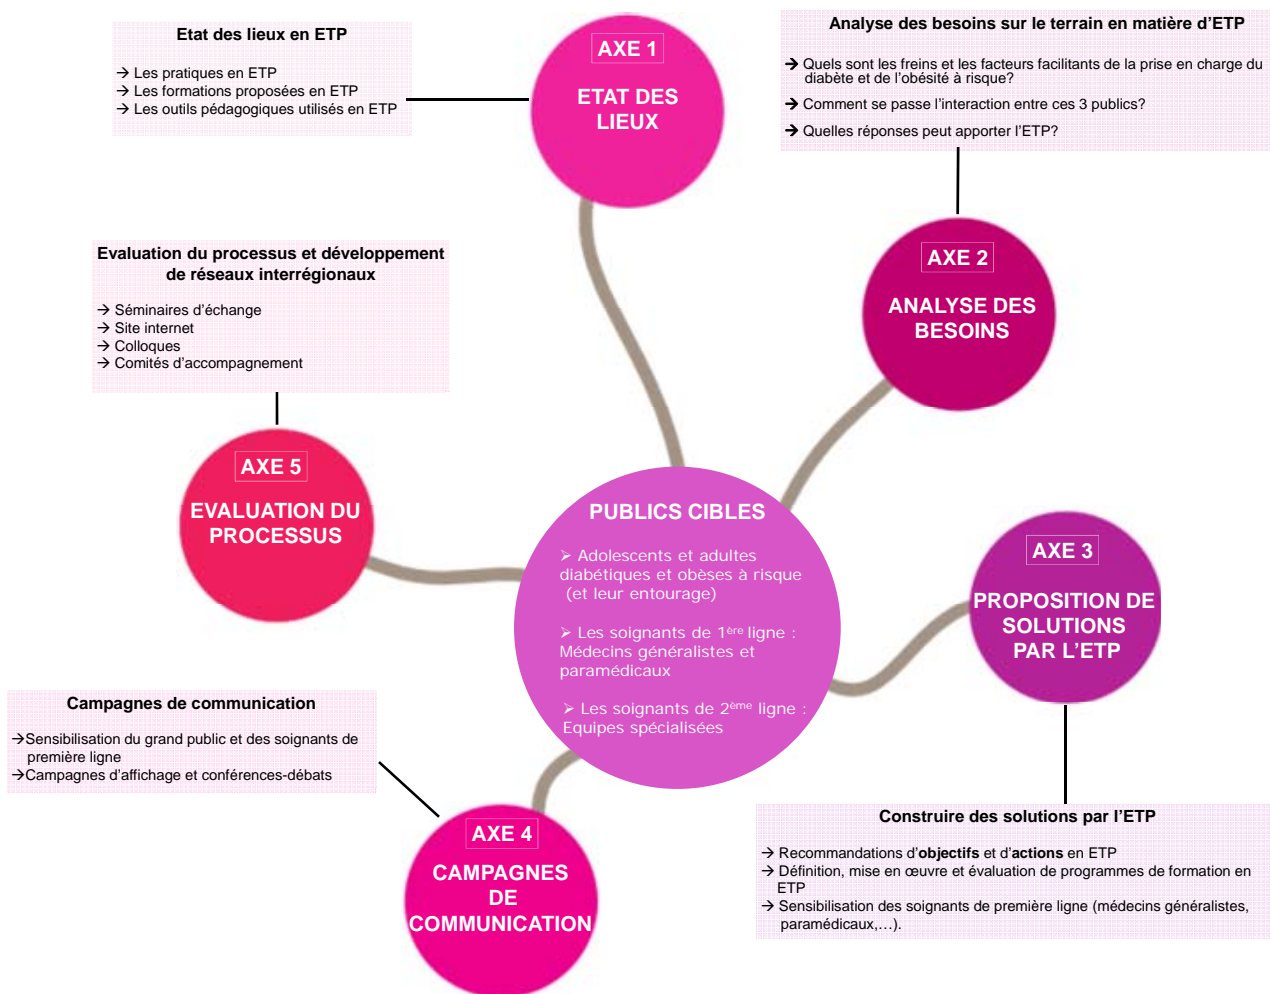 Etat des lieux en ETP
→ Les pratiques en ETP
→ Les formations proposées en ETP
→ Les outils pédagogiques utilisés en ETP
AXE 1
ETAT DES
LIEUX
Analyse des besoins sur le terrain en matière d’ETP
→ Quels sont les freins et les facteurs facilitants de la prise en charge du
diabète et de l’obésité à risque?
→ Comment se passe l’interaction entre ces 3 publics?
→ Quelles réponses peut apporter l’ETP?
AXE 2
ANALYSE DES
BESOINS
Evaluation du processus et développement
de réseaux interrégionaux
→ Séminaires d’échange
→ Site internet
→ Colloques
→ Comités d’accompagnement
AXE 5
EVALUATION DU
PROCESSUS
PUBLICS CIBLES
➢ Adolescents et adultes
diabétiques et obèses à risque
(et leur entourage)
➢ Les soignants de 1ère ligne :
Médecins généralistes et
paramédicaux
➢ Les soignants de 2ème ligne :
Equipes spécialisées
AXE 3
PROPOSITION DE
SOLUTIONS
PAR L’ETP
Campagnes de communication
→Sensibilisation du grand public et des soignants de
première ligne
→Campagnes d’affichage et conférences-débats
AXE 4
CAMPAGNES
DE
COMMUNICATION
Construire des solutions par l’ETP
→ Recommandations d’objectifs et d’actions en ETP
→ Définition, mise en œuvre et évaluation de programmes de formation en
ETP
→ Sensibilisation des soignants de première ligne (médecins généralistes,
paramédicaux,…).